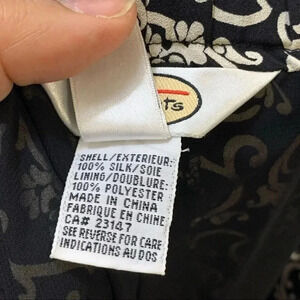 ts
SHELL/EXTERIEUR:
100% SILK/SOIE
LINING/DOUBLURE:
100% POLYESTER
MADE IN CHINA
FABRIQUE EN CHINE
CA# 23147
SEE REVERSE FOR CARE
INDICATIONS AU DOS